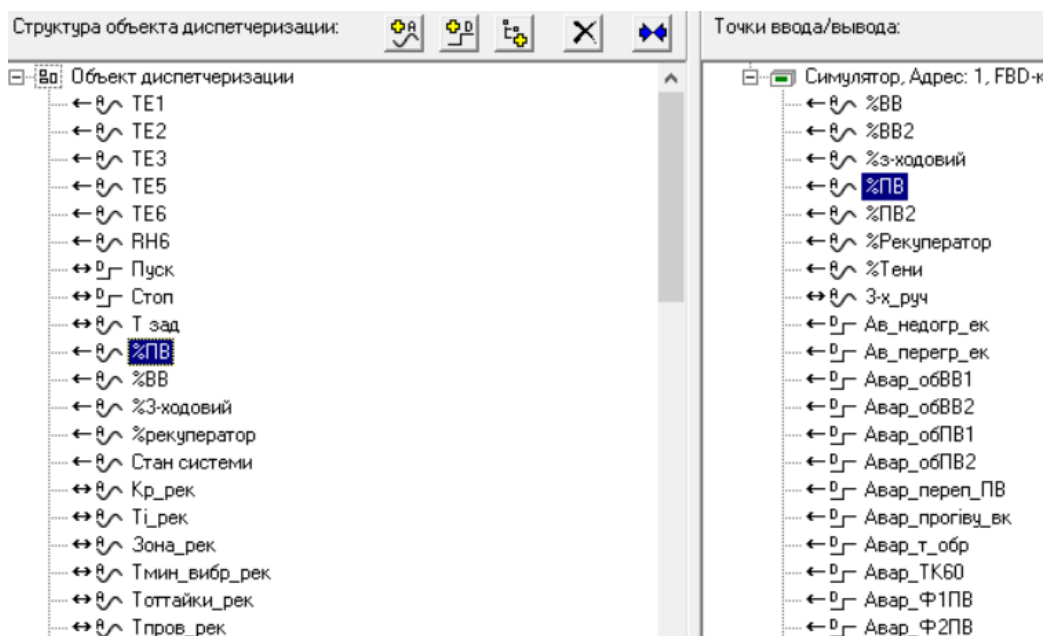 Структура объекта диспетчеризации:
Объект диспетчеризации
TE1
TE2
TE3
TE5
TE6
RH6
Пуск
Стоп
Т зад
%ПВ
%ВВ
%3-ходовий
%рекуператор
Стан системи
Кр_рек
Ti_рек
Зона_рек
Тмин_вибр_рек
Тоттайки_рек
Тпров_рек
Точки ввода/вывода:
Симулятор, Адрес: 1, FBD-к
%ВВ
%ВВ2
%з-ходовий
%ПВ
%ПВ2
%Рекуператор
%Тени
3-х_руч
Ав_недогр_ек
Ав_перегр_ек
Авар_обВВ1
Авар_обВВ2
Авар_обПВ1
Авар_обПВ2
Авар_переп_ПВ
Авар_прогіву_вк
Авар_т_обр
Авар_ТК60
Авар_Ф1ПВ
Авар_Ф2ПВ